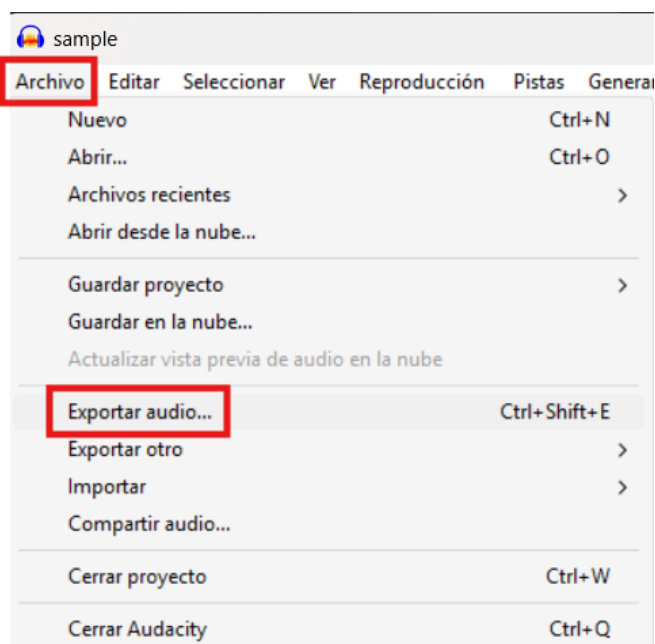 sample
Archivo Editar Seleccionar Ver Reproducción Pistas Generar
Nuevo Ctrl+N
Abrir... Ctrl+O
Archivos recientes
Abrir desde la nube...
Guardar proyecto
Guardar en la nube...
Actualizar vista previa de audio en la nube
Exportar audio... Ctrl+Shift+E
Exportar otro
Importar
Compartir audio...
Cerrar proyecto Ctrl+W
Cerrar Audacity Ctrl+Q